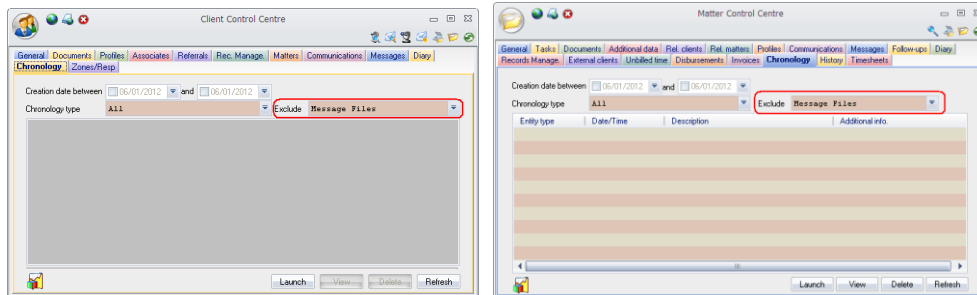 Client Control Centre
General Documents Profiles Associates Referrals Rec. Manage. Matters Communications Messages Diary
Chronology Zones/Resp.
Creation date between 06/01/2012 and 06/01/2012
Chronology type All Exclude Message Files
Launch View Delete Refresh
Matter Control Centre
General Tasks Documents Additional data Rel. clients Rel. matters Profiles Communications Messages Follow-ups Diary
Records Manage. External clients Unbilled time Disbursements Invoices Chronology History Timesheets
Creation date between 06/01/2012 and 06/01/2012
Chronology type All Exclude Message Files
Entity type Date/Time Description Additional info.
Launch View Delete Refresh